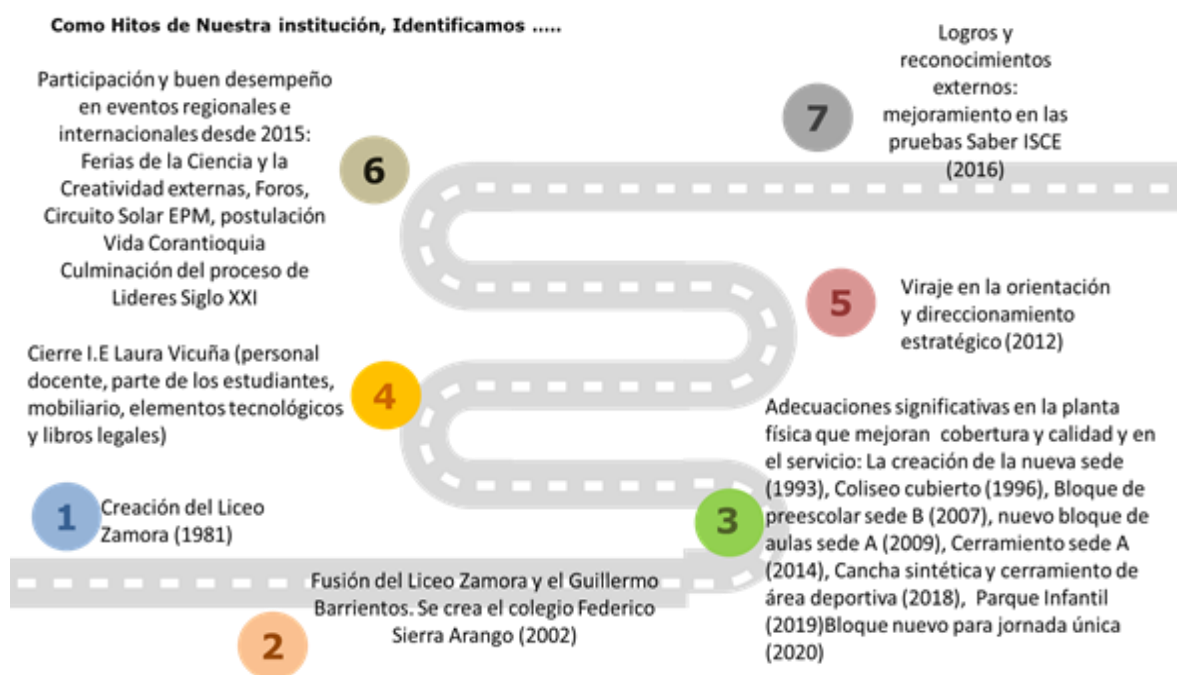 Como Hitos de Nuestra institución, Identificamos .....
1
Creación del Liceo
Zamora (1981)
2
Fusión del Liceo Zamora y el Guillermo
Barrientos. Se crea el colegio Federico
Sierra Arango (2002)
3
Adecuaciones significativas en la planta
física que mejoran cobertura y calidad y en
el servicio: La creación de la nueva sede
(1993), Coliseo cubierto (1996), Bloque de
preescolar sede B (2007), nuevo bloque de
aulas sede A (2009), Cerramiento sede A
(2014), Cancha sintética y cerramiento de
área deportiva (2018), Parque Infantil
(2019)Bloque nuevo para jornada única
(2020)
4
Cierre I.E Laura Vicuña (personal
docente, parte de los estudiantes,
mobiliario, elementos tecnológicos
y libros legales)
5
Viraje en la orientación
y direccionamiento
estratégico (2012)
6
Participación y buen desempeño
en eventos regionales e
internacionales desde 2015:
Ferias de la Ciencia y la
Creatividad externas, Foros,
Circuito Solar EPM, postulación
Vida Corantioquia
Culminación del proceso de
Lideres Siglo XXI
7
Logros y
reconocimientos
externos:
mejoramiento en las
pruebas Saber ISCE
(2016)